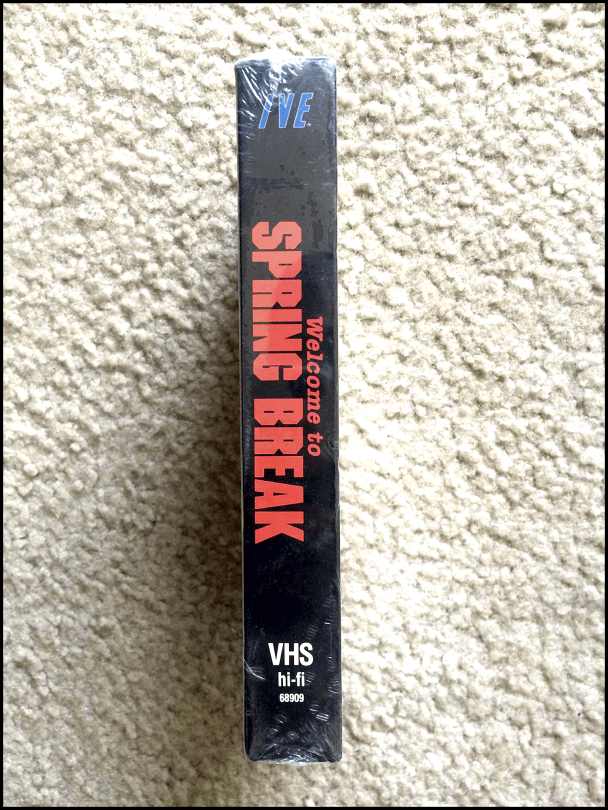 IVE
Welcome to
SPRING BREAK
VHS
hi-fi
68909